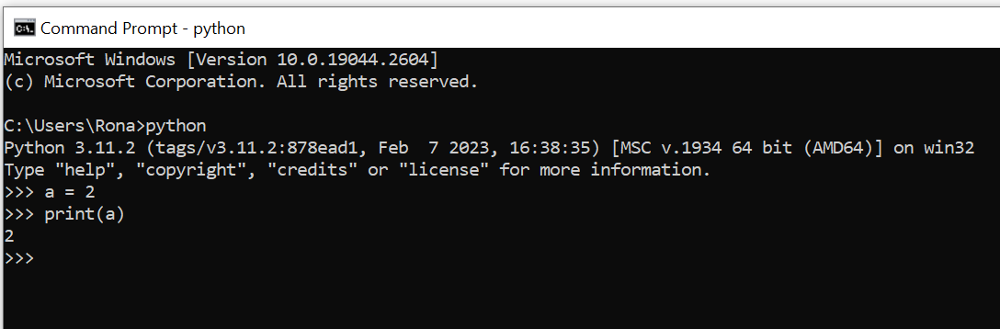 Command Prompt - python
Microsoft Windows [Version 10.0.19044.2604]
(c) Microsoft Corporation. All rights reserved.
C:\Users\Rona>python
Python 3.11.2 (tags/v3.11.2:878ead1, Feb  7 2023, 16:38:35) [MSC v.1934 64 bit (AMD64)] on win32
Type "help", "copyright", "credits" or "license" for more information.
>>> a = 2
>>> print(a)
2
>>>